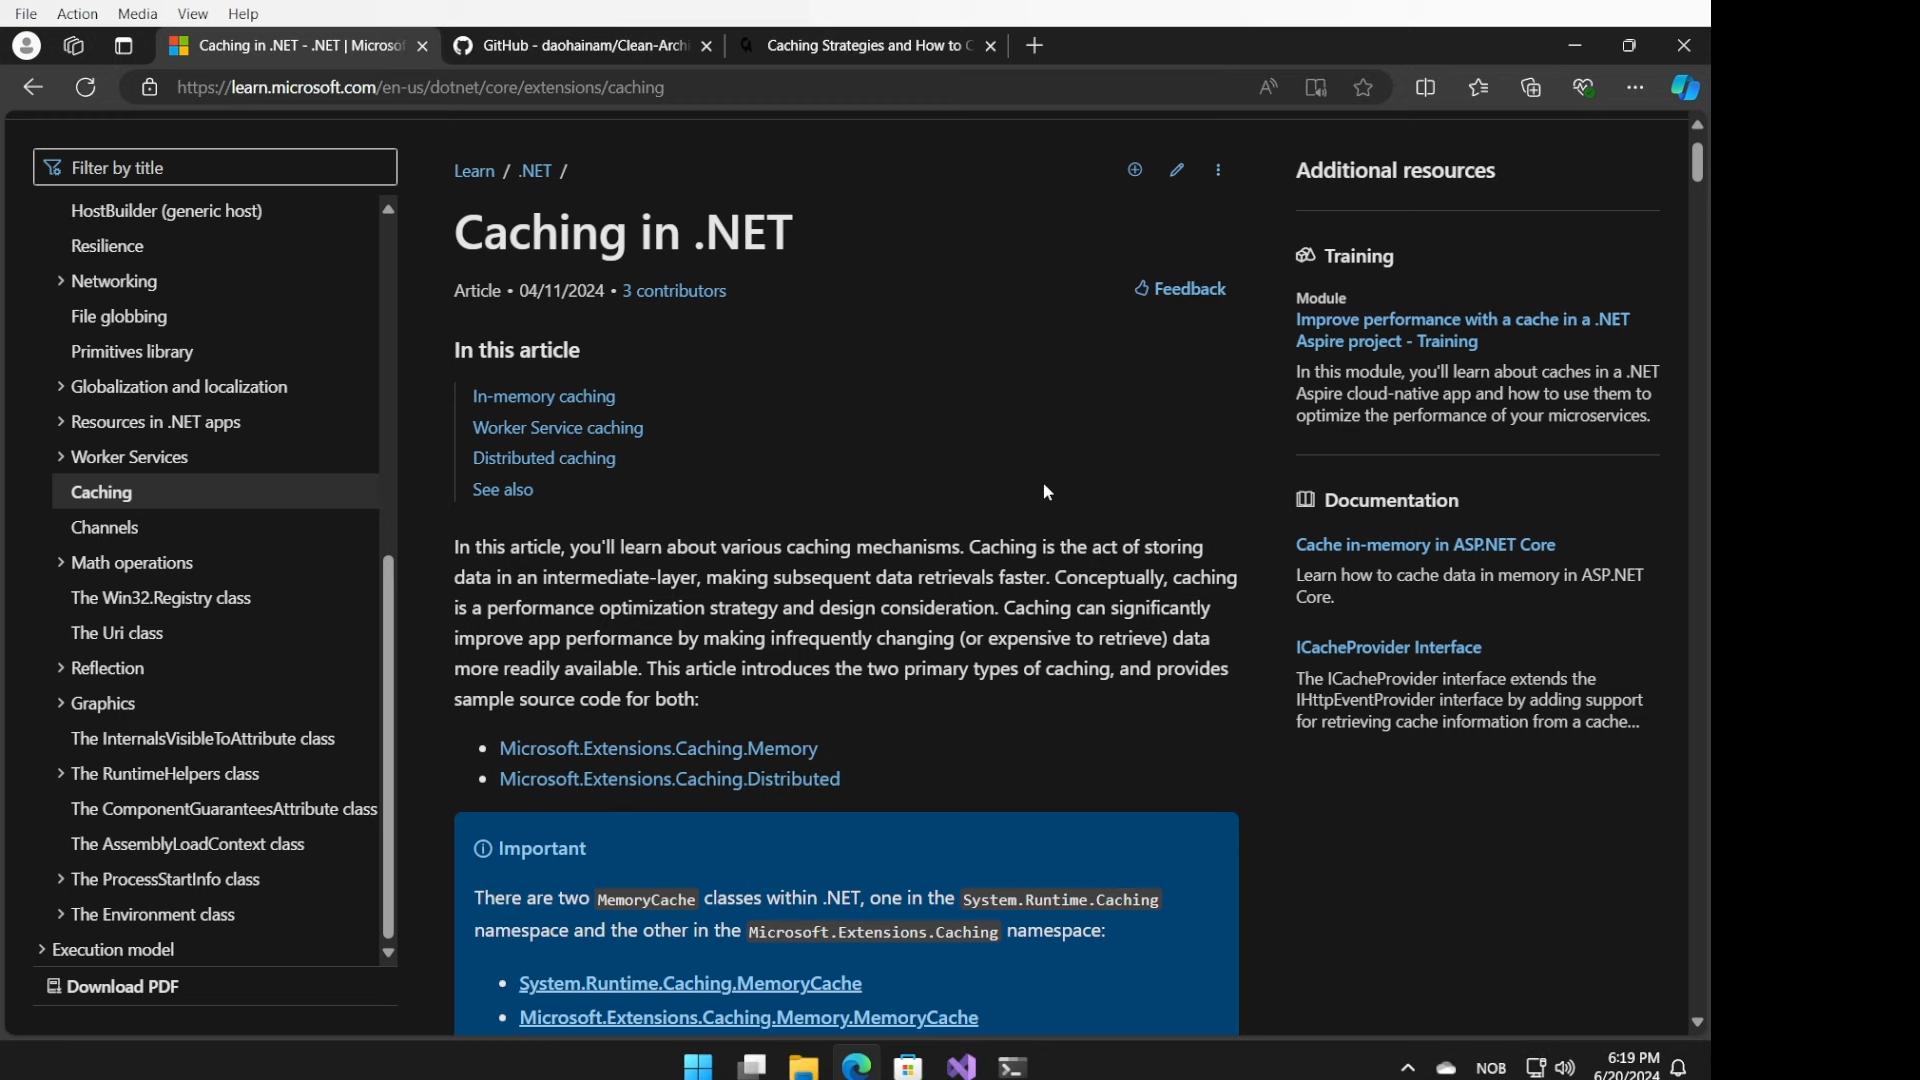 File Action Media View Help
Caching in .NET - .NET | Microsof
GitHub - daohainam/Clean-Archi
Caching Strategies and How to C
https://learn.microsoft.com/en-us/dotnet/core/extensions/caching
Filter by title
HostBuilder (generic host)
Resilience
Networking
File globbing
Primitives library
Globalization and localization
Resources in .NET apps
Worker Services
Caching
Channels
Math operations
The Win32.Registry class
The Uri class
Reflection
Graphics
The InternalsVisibleToAttribute class
The RuntimeHelpers class
The ComponentGuaranteesAttribute class
The AssemblyLoadContext class
The ProcessStartInfo class
The Environment class
Execution model
Download PDF
Learn / .NET /
Caching in .NET
Article • 04/11/2024 • 3 contributors
Feedback
In this article
In-memory caching
Worker Service caching
Distributed caching
See also
In this article, you'll learn about various caching mechanisms. Caching is the act of storing
data in an intermediate-layer, making subsequent data retrievals faster. Conceptually, caching
is a performance optimization strategy and design consideration. Caching can significantly
improve app performance by making infrequently changing (or expensive to retrieve) data
more readily available. This article introduces the two primary types of caching, and provides
sample source code for both:
• Microsoft.Extensions.Caching.Memory
• Microsoft.Extensions.Caching.Distributed
Important
There are two MemoryCache classes within .NET, one in the System.Runtime.Caching
namespace and the other in the Microsoft.Extensions.Caching namespace:
• System.Runtime.Caching.MemoryCache
• Microsoft.Extensions.Caching.Memory.MemoryCache
Additional resources
Training
Module
Improve performance with a cache in a .NET
Aspire project - Training
In this module, you'll learn about caches in a .NET
Aspire cloud-native app and how to use them to
optimize the performance of your microservices.
Documentation
Cache in-memory in ASP.NET Core
Learn how to cache data in memory in ASP.NET
Core.
ICacheProvider Interface
The ICacheProvider interface extends the
IHttpEventProvider interface by adding support
for retrieving cache information from a cache...
NOB
6:19 PM
6/20/2024